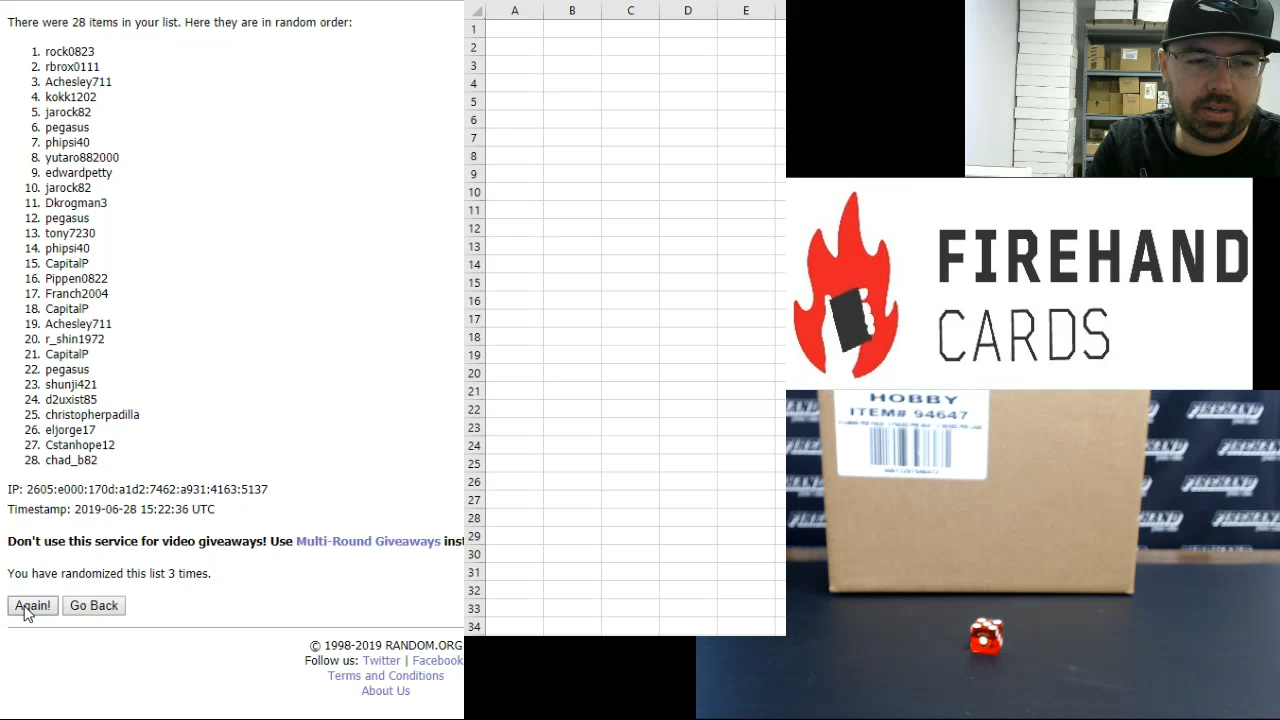 There were 28 items in your list. Here they are in random order:
1. rock0823
2. rbrox0111
3. Achesley711
4. kokk1202
5. jarock82
6. pegasus
7. phipsi40
8. yutaro882000
9. edwardpetty
10. jarock82
11. Dkrogman3
12. pegasus
13. tony7230
14. phipsi40
15. CapitalP
16. Pippen0822
17. Franch2004
18. CapitalP
19. Achesley711
20. r_shin1972
21. CapitalP
22. pegasus
23. shunji421
24. d2uxist85
25. christopherpadilla
26. eljorge17
27. Cstanhope12
28. chad_b82
IP: 2605:e000:170d:a1d2:7462:a931:4163:5137
Timestamp: 2019-06-28 15:22:36 UTC
Don't use this service for video giveaways! Use Multi-Round Giveaways inst
You have randomized this list 3 times.
Again! Go Back
© 1998-2019 RANDOM.ORG
Follow us: Twitter | Facebook
Terms and Conditions
About Us
A B C D E
1
2
3
4
5
6
7
8
9
10
11
12
13
14
15
16
17
18
19
20
21
22
23
24
25
26
27
28
29
30
31
32
33
34
FIREHAND
CARDS
HOBBY
ITEM# 94647
FIREHAND
FIREHAND
FIREHAND
FIREHAND